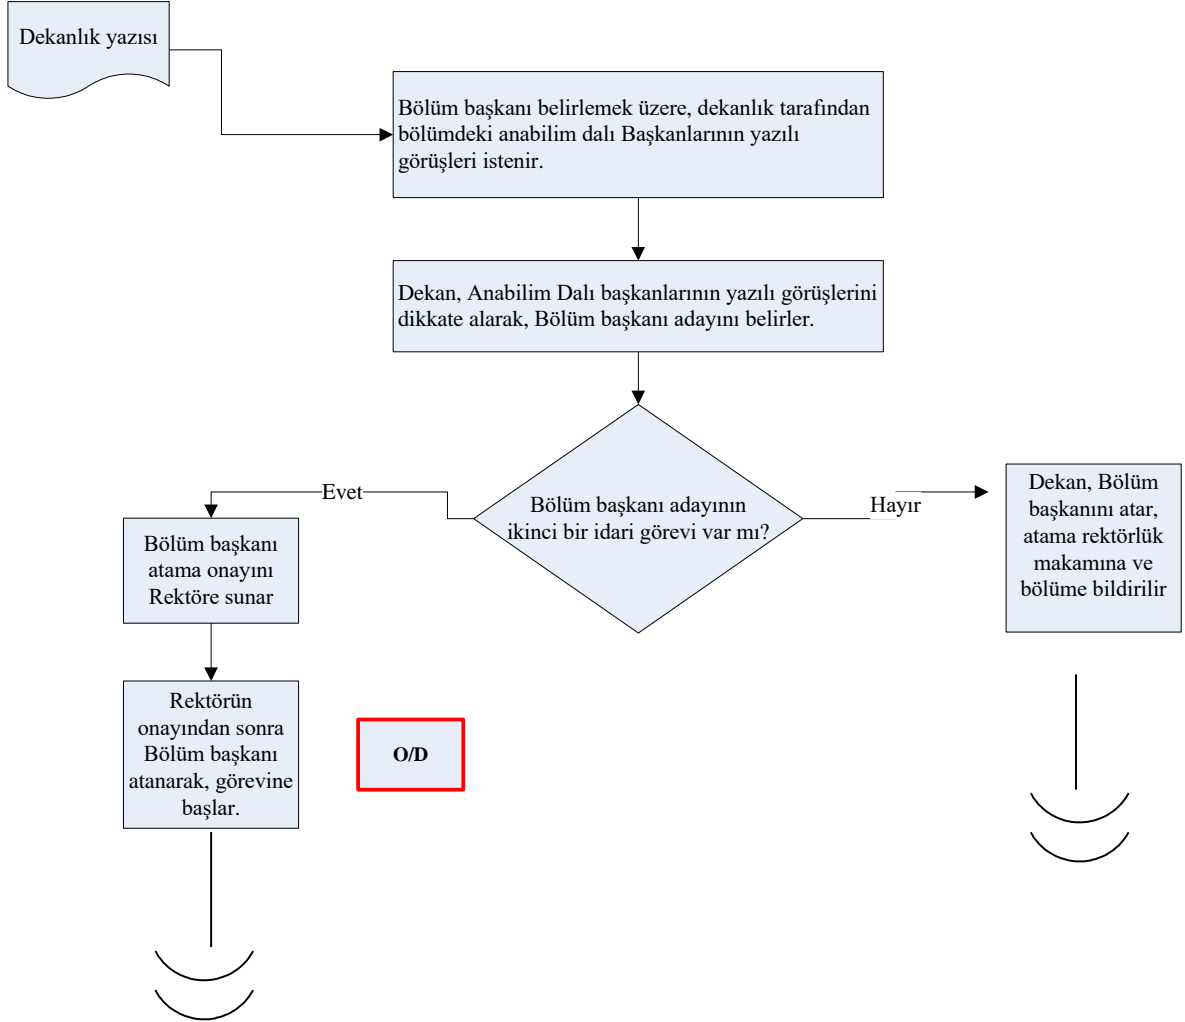 Dekanlık yazısı
Bölüm başkanı belirlemek üzere, dekanlık tarafından
bölümdeki anabilim dalı Başkanlarının yazılı
görüşleri istenir.
Dekan, Anabilim Dalı başkanlarının yazılı görüşlerini
dikkate alarak, Bölüm başkanı adayını belirler.
Bölüm başkanı adayının
ikinci bir idari görevi var mı?
Evet
Hayır
Dekan, Bölüm
başkanını atar,
atama rektörlük
makamına ve
bölüme bildirilir
Bölüm başkanı
atama onayını
Rektöre sunar
Rektörün
onayından sonra
Bölüm başkanı
atanarak, görevine
başlar.
O/D